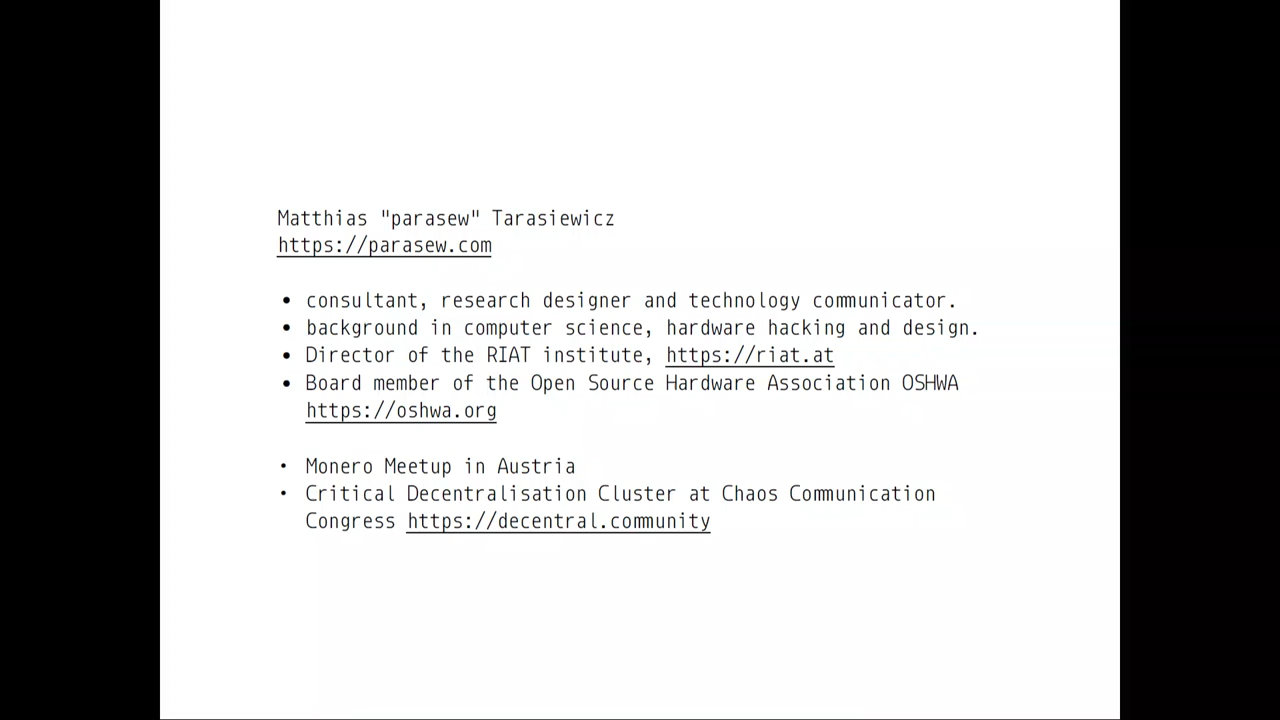 Matthias "parasew" Tarasiewicz
https://parasew.com
• consultant, research designer and technology communicator.
• background in computer science, hardware hacking and design.
• Director of the RIAT institute, https://riat.at
• Board member of the Open Source Hardware Association OSHWA
https://oshwa.org
• Monero Meetup in Austria
• Critical Decentralisation Cluster at Chaos Communication
Congress https://decentral.community